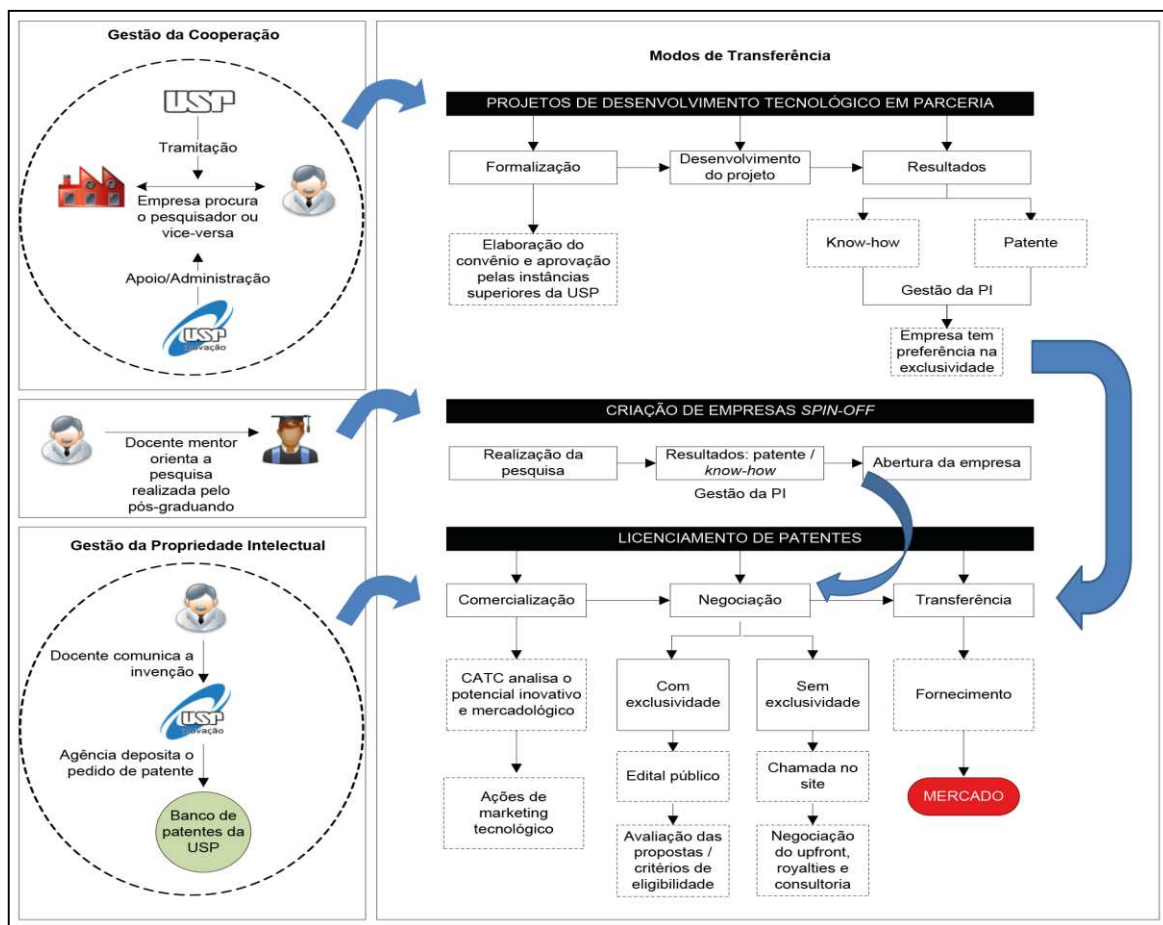 Gestão da Cooperação
USP
Tramitação
Empresa procura
o pesquisador ou
vice-versa
Apoio/Administração
USP
Inovação
Docente mentor
orienta a
pesquisa
realizada pelo
pós-graduando
Gestão da Propriedade Intelectual
Docente comunica a
invenção
USP
Inovação
Agência deposita o
pedido de patente
Banco de
patentes da
USP
Modos de Transferência
PROJETOS DE DESENVOLVIMENTO TECNOLÓGICO EM PARCERIA
Formalização
Desenvolvimento
do projeto
Resultados
Elaboração do
convênio e aprovação
pelas instâncias
superiores da USP
Know-how
Patente
Gestão da PI
Empresa tem
preferência na
exclusividade
CRIAÇÃO DE EMPRESAS SPIN-OFF
Realização da
pesquisa
Resultados: patente /
know-how
Abertura da empresa
Gestão da PI
LICENCIAMENTO DE PATENTES
Comercialização
Negociação
Transferência
CATC analisa o
potencial inovativo
e mercadológico
Com
exclusividade
Sem
exclusividade
Fornecimento
Ações de
marketing
tecnológico
Edital público
Chamada no
site
MERCADO
Avaliação das
propostas /
critérios de
eligibilidade
Negociação
do upfront,
royalties e
consultoria